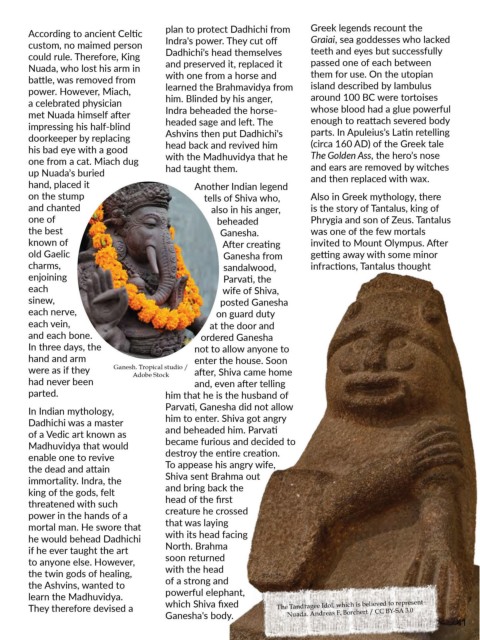 According to ancient Celtic
custom, no maimed person
could rule. Therefore, King
Nuada, who lost his arm in
battle, was removed from
power. However, Miach,
a celebrated physician
met Nuada himself after
impressing his half-blind
doorkeeper by replacing
his bad eye with a good
one from a cat. Miach dug
up Nuada's buried
hand, placed it
on the stump
and chanted
one of
the best
known of
old Gaelic
charms,
enjoining
each
sinew,
each nerve,
each vein,
and each bone.
In three days, the
hand and arm
were as if they
had never been
parted.
In Indian mythology,
Dadhichi was a master
of a Vedic art known as
Madhuvidya that would
enable one to revive
the dead and attain
immortality. Indra, the
king of the gods, felt
threatened with such
power in the hands of a
mortal man. He swore that
he would behead Dadhichi
if he ever taught the art
to anyone else. However,
the twin gods of healing,
the Ashvins, wanted to
learn the Madhuvidya.
They therefore devised a
plan to protect Dadhichi from
Indra's power. They cut off
Dadhichi's head themselves
and preserved it, replaced it
with one from a horse and
learned the Brahmavidya from
him. Blinded by his anger,
Indra beheaded the horse-
headed sage and left. The
Ashvins then put Dadhichi's
head back and revived him
with the Madhuvidya that he
had taught them.
Another Indian legend
tells of Shiva who,
also in his anger,
beheaded
Ganesha.
After creating
Ganesha from
sandalwood,
Parvati, the
wife of Shiva,
posted Ganesha
on guard duty
at the door and
ordered Ganesha
not to allow anyone to
enter the house. Soon
after, Shiva came home
and, even after telling
him that he is the husband of
Parvati, Ganesha did not allow
him to enter. Shiva got angry
and beheaded him. Parvati
became furious and decided to
destroy the entire creation.
To appease his angry wife,
Shiva sent Brahma out
and bring back the
head of the first
creature he crossed
that was laying
with its head facing
North. Brahma
soon returned
with the head
of a strong and
powerful elephant,
which Shiva fixed
Ganesha's body.
Ganesh. Tropical studio /
Adobe Stock
Greek legends recount the
Graiai, sea goddesses who lacked
teeth and eyes but successfully
passed one of each between
them for use. On the utopian
island described by Iambulus
around 100 BC were tortoises
whose blood had a glue powerful
enough to reattach severed body
parts. In Apuleius's Latin retelling
(circa 160 AD) of the Greek tale
The Golden Ass, the hero's nose
and ears are removed by witches
and then replaced with wax.
Also in Greek mythology, there
is the story of Tantalus, king of
Phrygia and son of Zeus. Tantalus
was one of the few mortals
invited to Mount Olympus. After
getting away with some minor
infractions, Tantalus thought
The Tandragee Idol, which is believed to represent
Nuada. Andreas F. Borchert / CC BY-SA 3.0